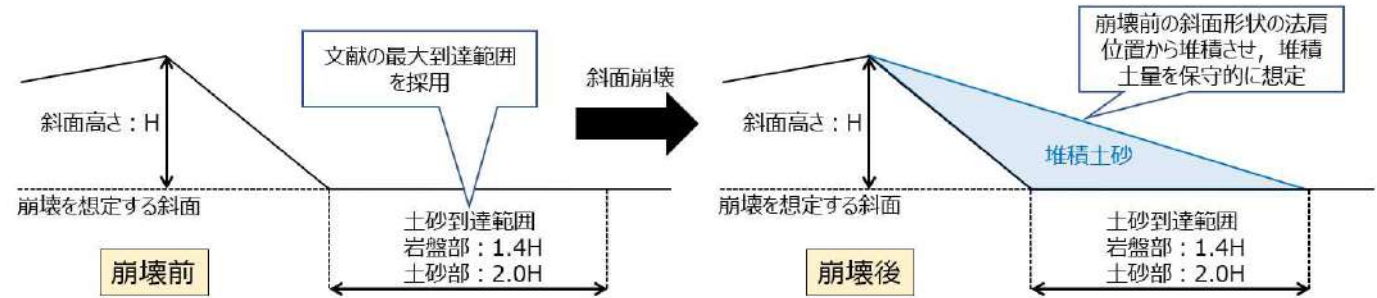 文献の最大到達範囲
を採用
斜面高さ：H
崩壊を想定する斜面
土砂到達範囲
岩盤部：1.4H
土砂部：2.0H
崩壊前
斜面崩壊
崩壊前の斜面形状の法肩
位置から堆積させ，堆積
土量を保守的に想定
斜面高さ：H
堆積土砂
崩壊を想定する斜面
土砂到達範囲
岩盤部：1.4H
土砂部：2.0H
崩壊後